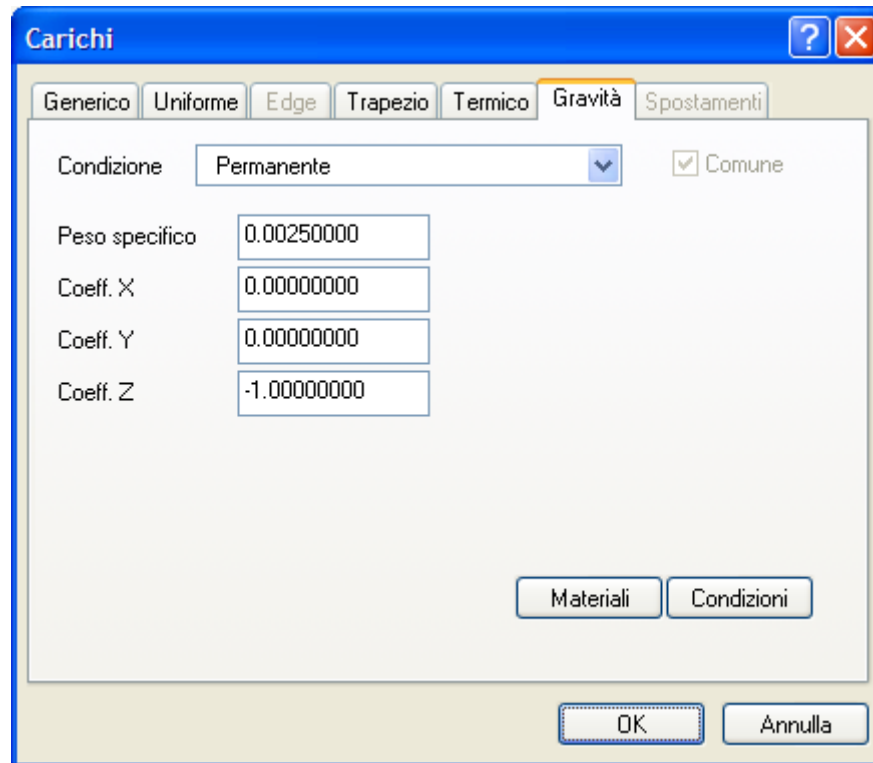 Carichi
Generico Uniforme Edge Trapezio Termico Gravità Spostamenti
Condizione Permanente Comune
Peso specifico 0.00250000
Coeff. X 0.00000000
Coeff. Y 0.00000000
Coeff. Z -1.00000000
Materiali Condizioni
OK Annulla